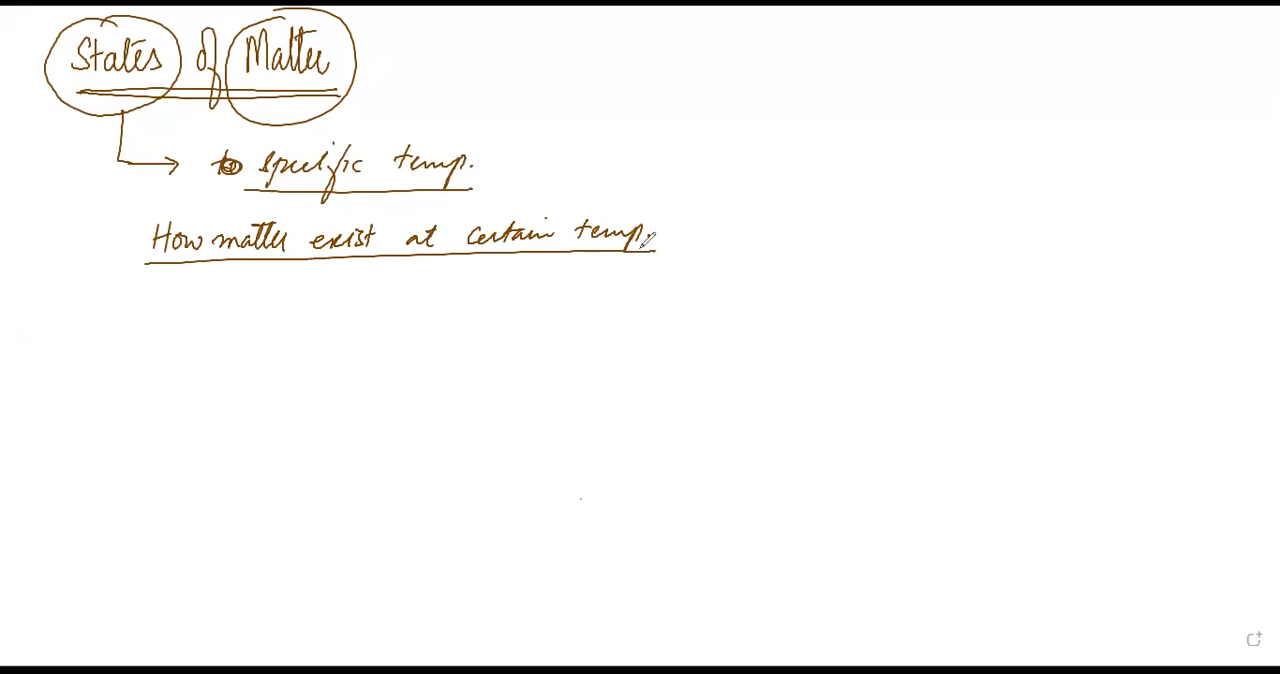 States of Matter
specific temp.
How matter exist at certain temp.